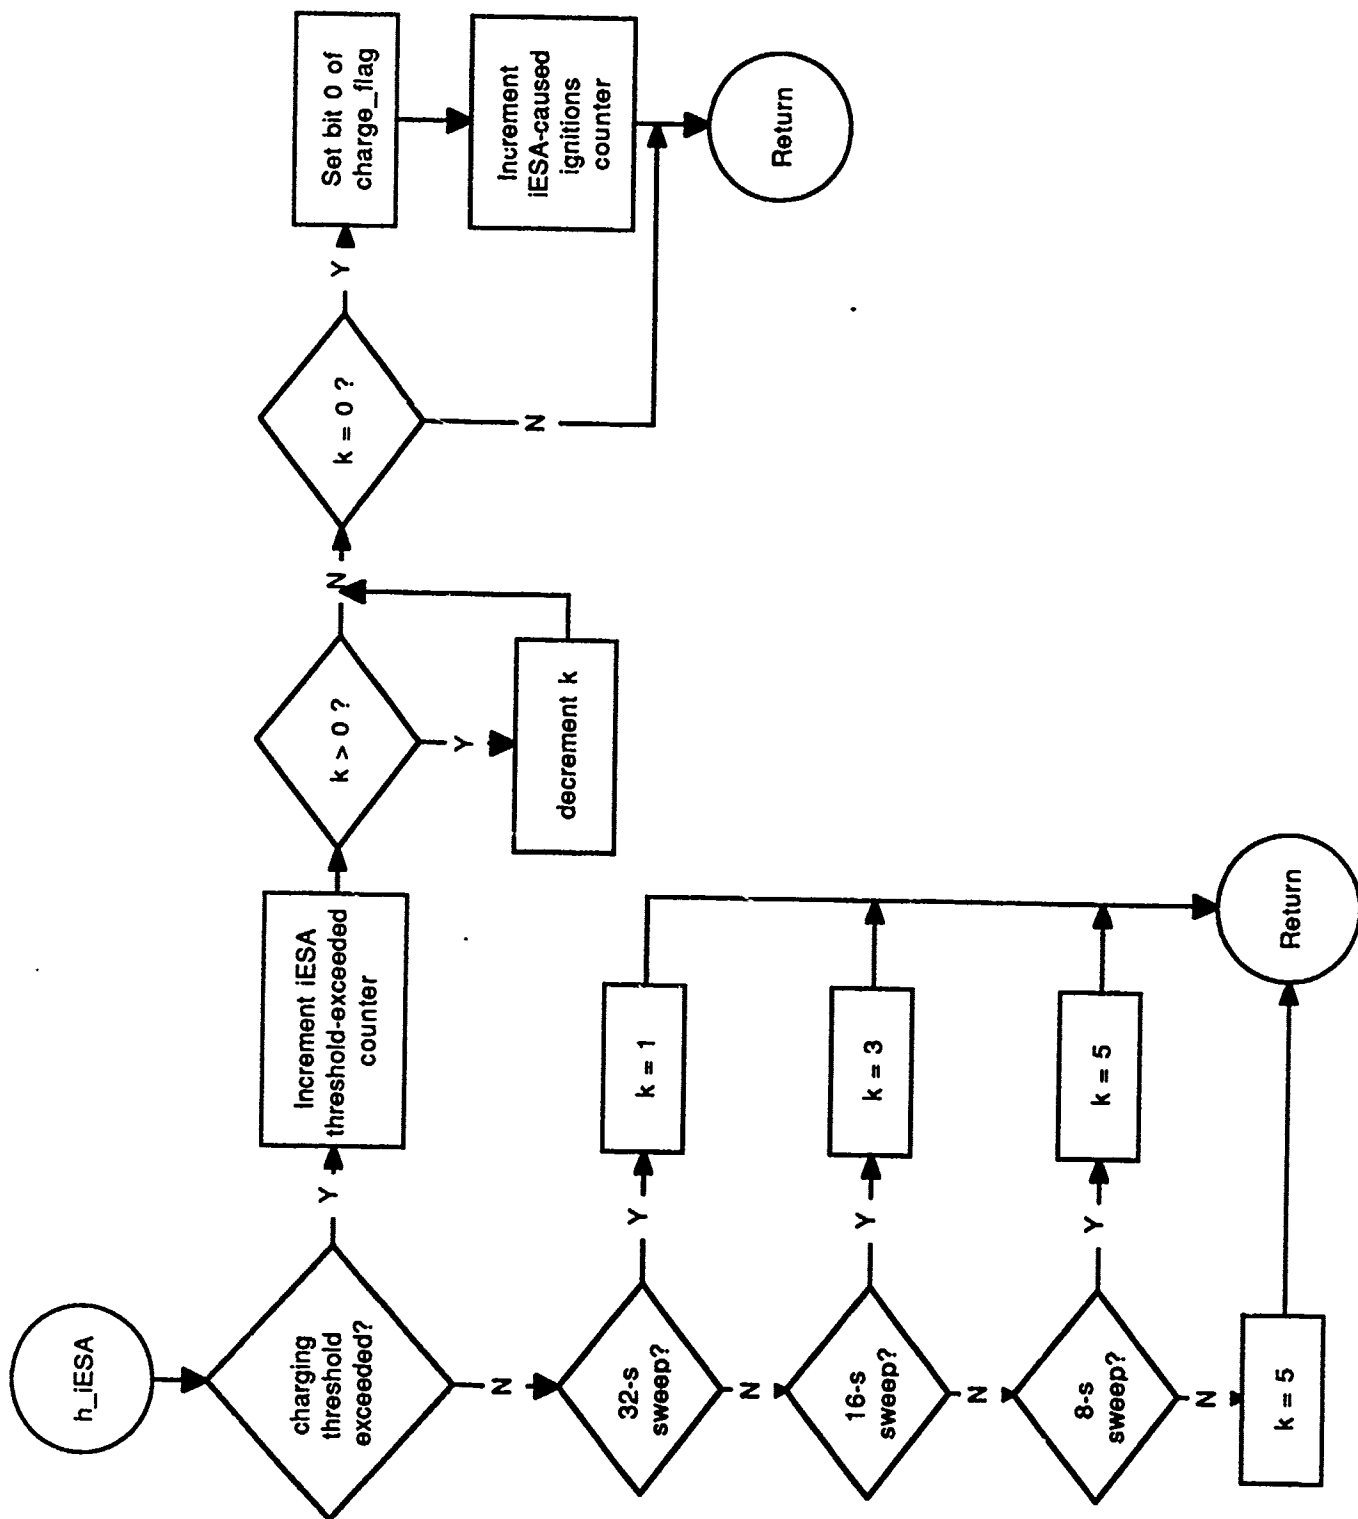 h_iESA
charging
threshold
exceeded?
Y
Increment iESA
threshold-exceeded
counter
k > 0 ?
N
Y
decrement k
k = 0 ?
Y
Set bit 0 of
charge_flag
Increment
iESA-caused
ignitions
counter
N
Return
N
32-s
sweep?
Y
k = 1
N
16-s
sweep?
Y
k = 3
N
8-s
sweep?
Y
k = 5
N
k = 5
Return